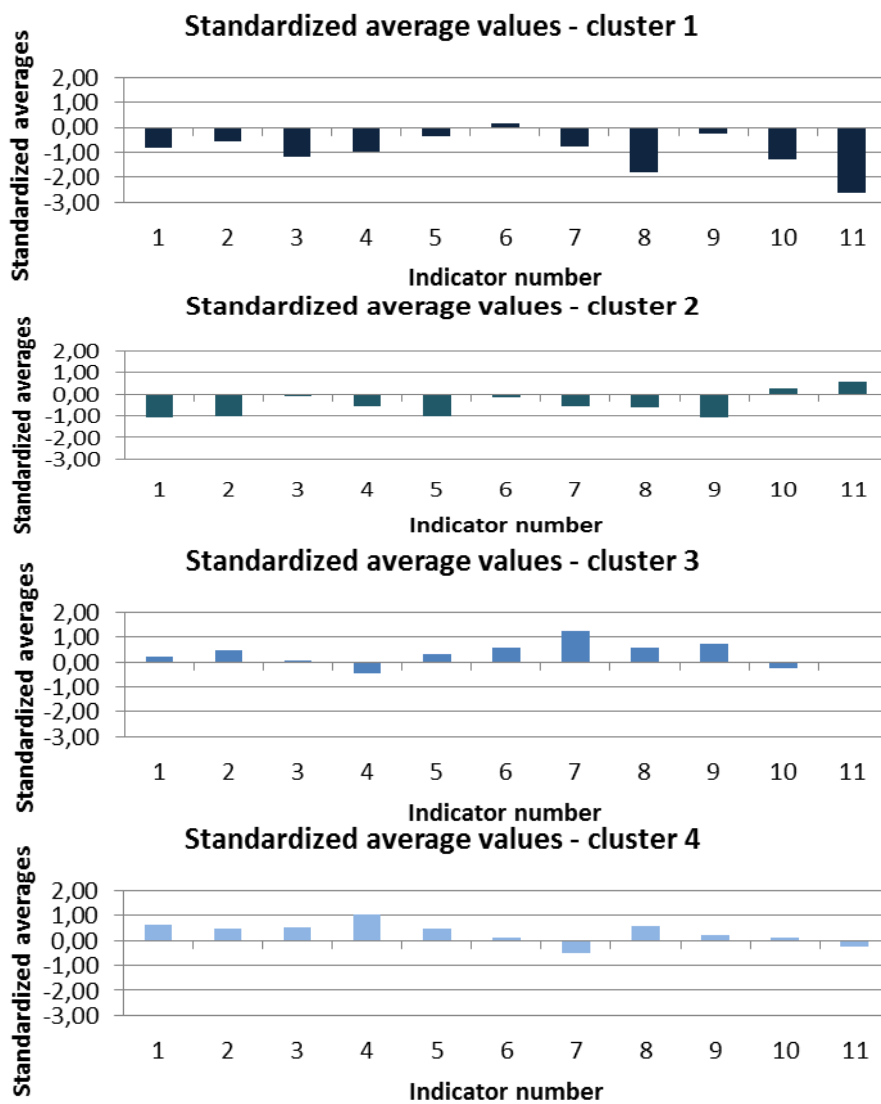 Standardized average values - cluster 1
Standardized averages
2,00
1,00
0,00
-1,00
-2,00
-3,00
1 2 3 4 5 6 7 8 9 10 11
Indicator number
Standardized average values - cluster 2
Standardized averages
2,00
1,00
0,00
-1,00
-2,00
-3,00
1 2 3 4 5 6 7 8 9 10 11
Indicator number
Standardized average values - cluster 3
Standardized averages
2,00
1,00
0,00
-1,00
-2,00
-3,00
1 2 3 4 5 6 7 8 9 10 11
Indicator number
Standardized average values - cluster 4
Standardized averages
2,00
1,00
0,00
-1,00
-2,00
-3,00
1 2 3 4 5 6 7 8 9 10 11
Indicator number